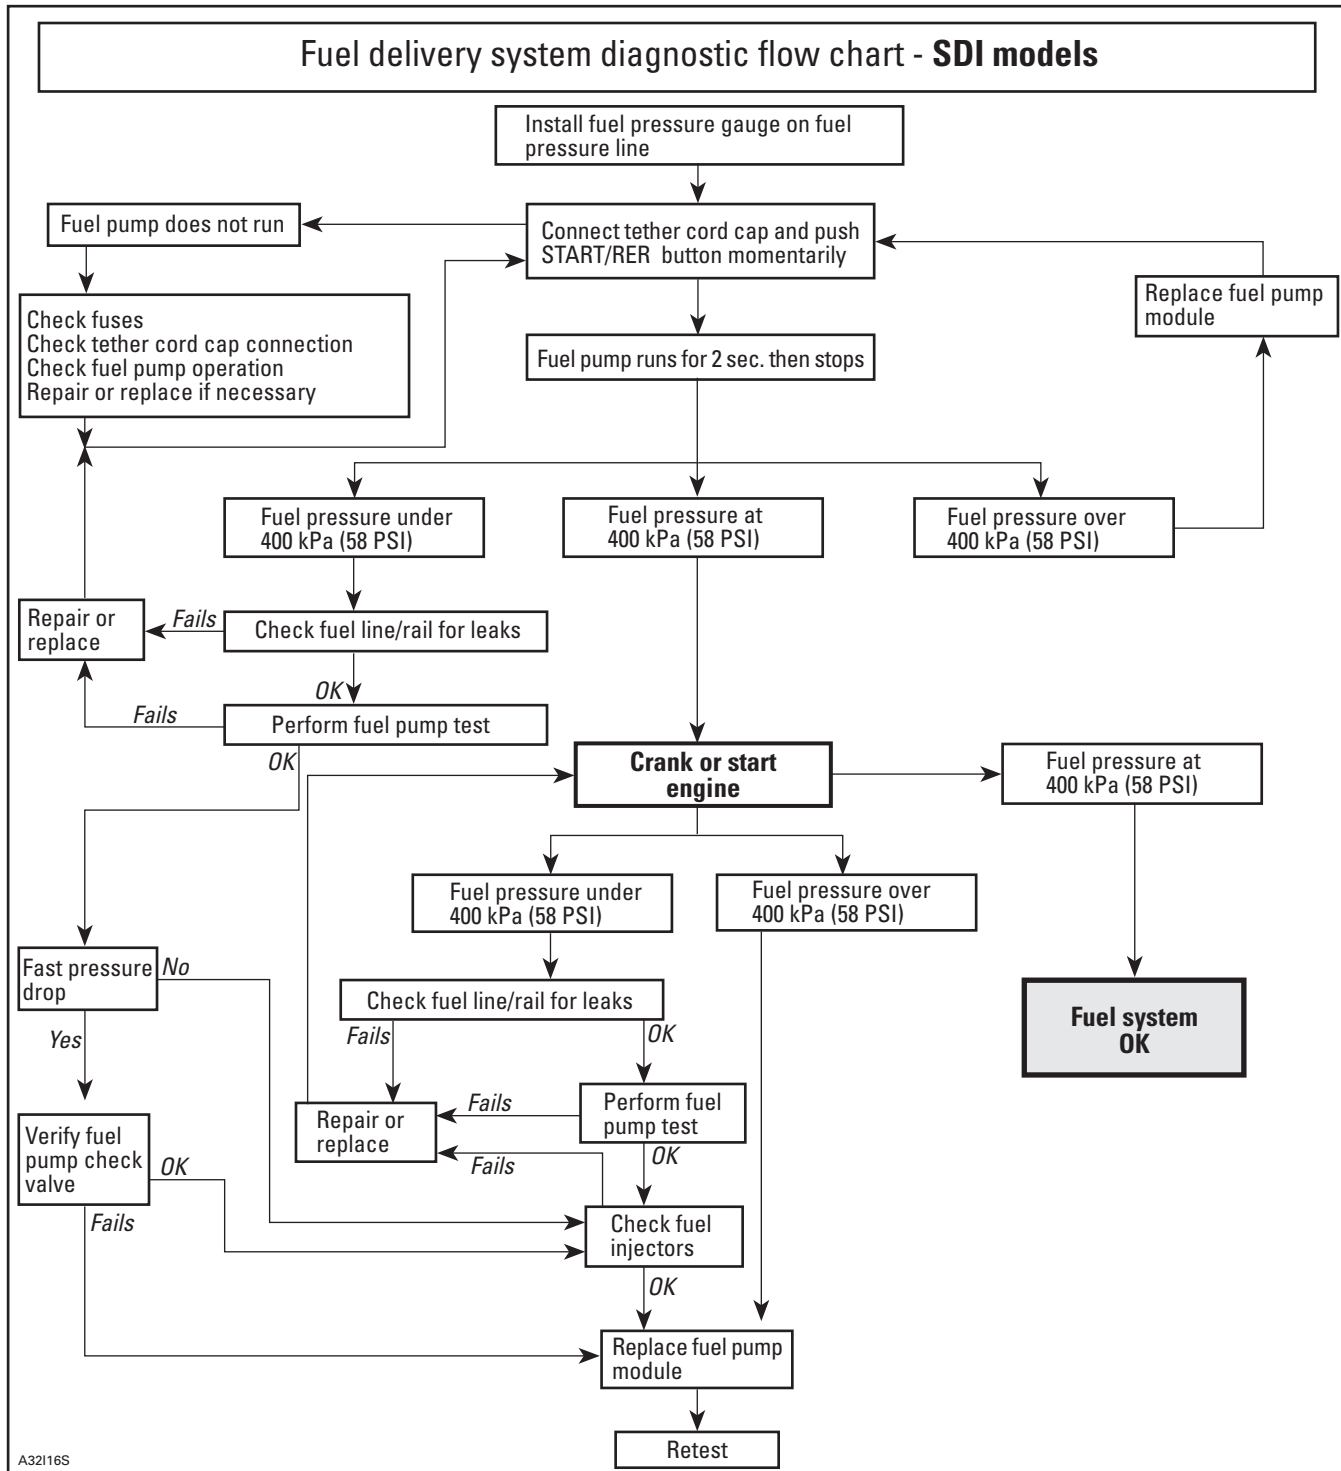 Fuel delivery system diagnostic flow chart - SDI models
Install fuel pressure gauge on fuel
pressure line
Fuel pump does not run
Connect tether cord cap and push
START/RER button momentarily
Replace fuel pump
module
Check fuses
Check tether cord cap connection
Check fuel pump operation
Repair or replace if necessary
Fuel pump runs for 2 sec. then stops
Fuel pressure under
400 kPa (58 PSI)
Fuel pressure at
400 kPa (58 PSI)
Fuel pressure over
400 kPa (58 PSI)
Repair or
replace
Fails
Check fuel line/rail for leaks
OK
Fails
Perform fuel pump test
OK
Crank or start
engine
Fuel pressure at
400 kPa (58 PSI)
Fuel pressure under
400 kPa (58 PSI)
Fuel pressure over
400 kPa (58 PSI)
Fast pressure
drop
No
Yes
Check fuel line/rail for leaks
Fails
OK
Fuel system
OK
Repair or
replace
Fails
Perform fuel
pump test
OK
Fails
Verify fuel
pump check
valve
OK
Fails
Check fuel
injectors
OK
Replace fuel pump
module
Retest
A32I16S